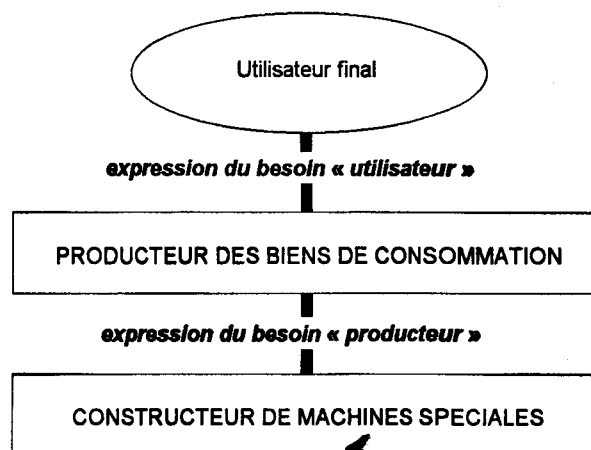 Utilisateur final
expression du besoin « utilisateur »
PRODUCTEUR DES BIENS DE CONSOMMATION
expression du besoin « producteur »
CONSTRUCTEUR DE MACHINES SPECIALES